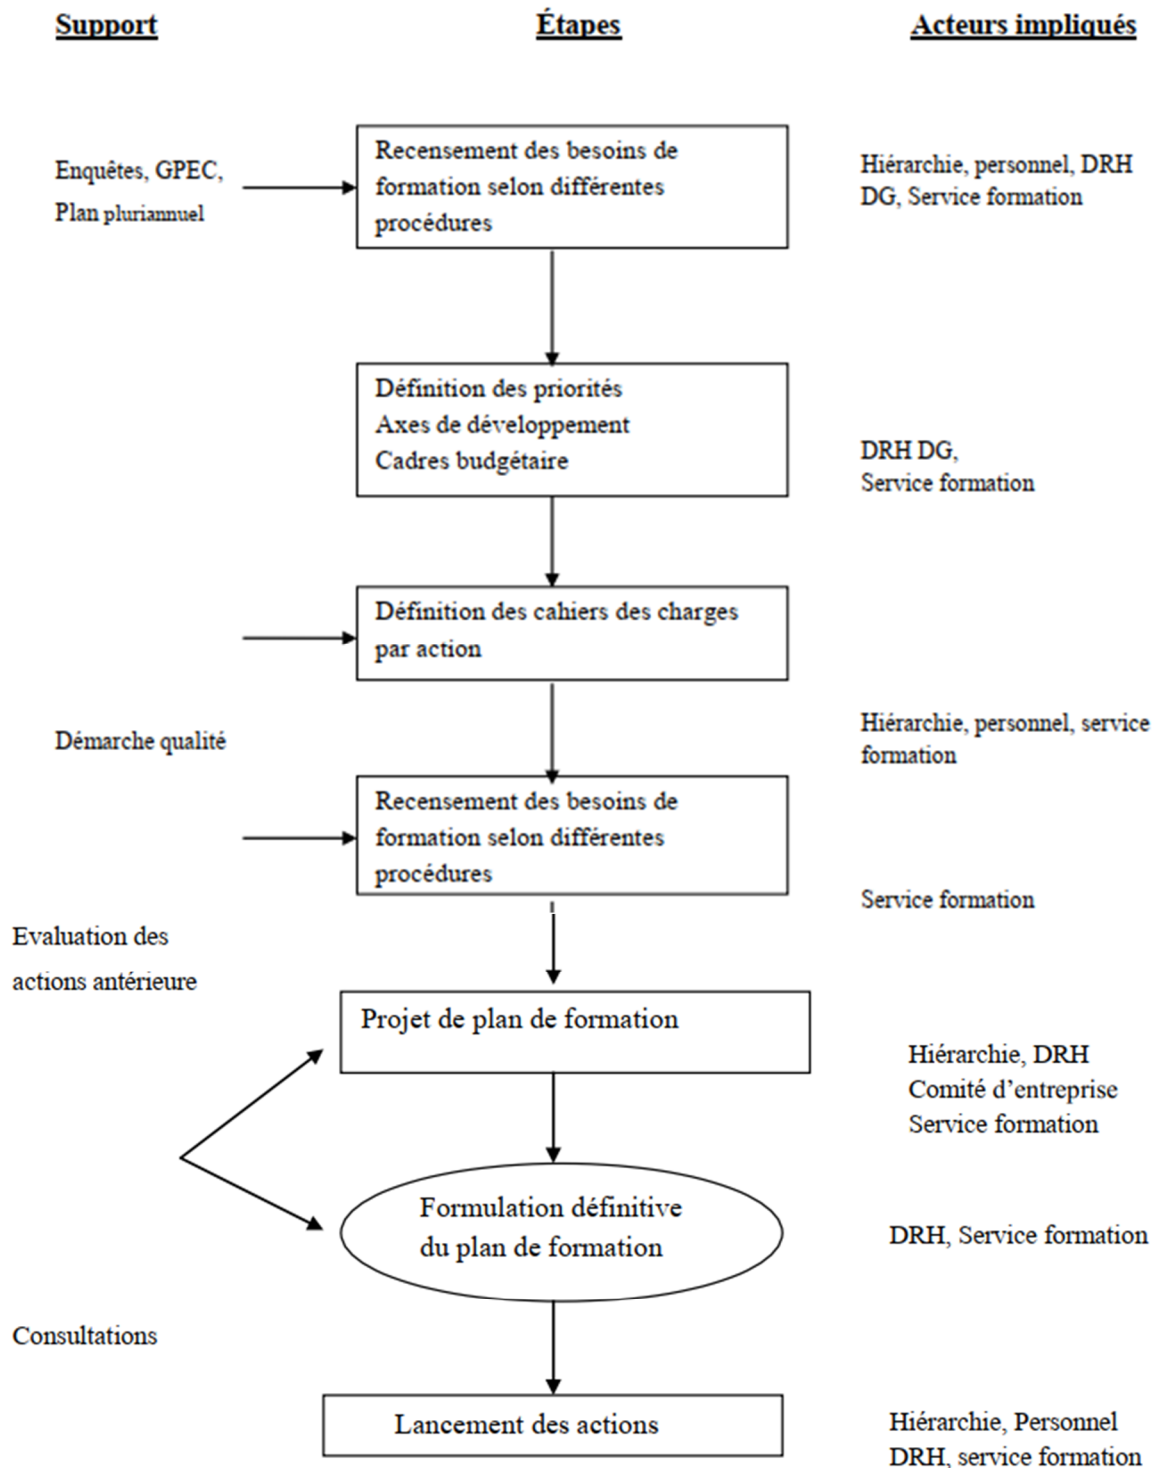 Support
Étapes
Acteurs impliqués
Enquêtes, GPEC,
Plan pluriannuel
Recensement des besoins de
formation selon différentes
procédures
Hiérarchie, personnel, DRH
DG, Service formation
Définition des priorités
Axes de développement
Cadres budgétaire
DRH DG,
Service formation
Définition des cahiers des charges
par action
Démarche qualité
Hiérarchie, personnel, service
formation
Recensement des besoins de
formation selon différentes
procédures
Service formation
Evaluation des
actions antérieure
Projet de plan de formation
Hiérarchie, DRH
Comité d’entreprise
Service formation
Formulation définitive
du plan de formation
DRH, Service formation
Consultations
Lancement des actions
Hiérarchie, Personnel
DRH, service formation